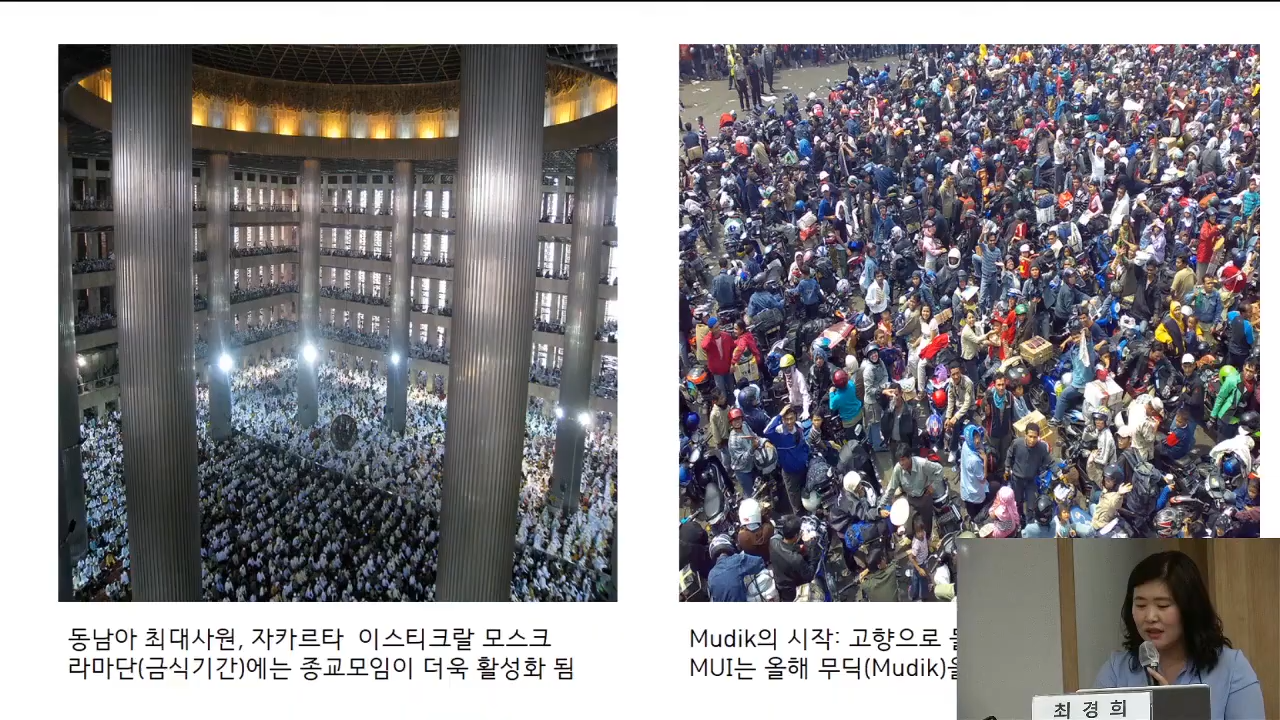 동남아 최대사원, 자카르타 이스티크랄 모스크
라마단(금식기간)에는 종교모임이 더욱 활성화 됨
Mudik의 시작: 고향으로
MUI는 올해 무딕(Mudik)을
최경희